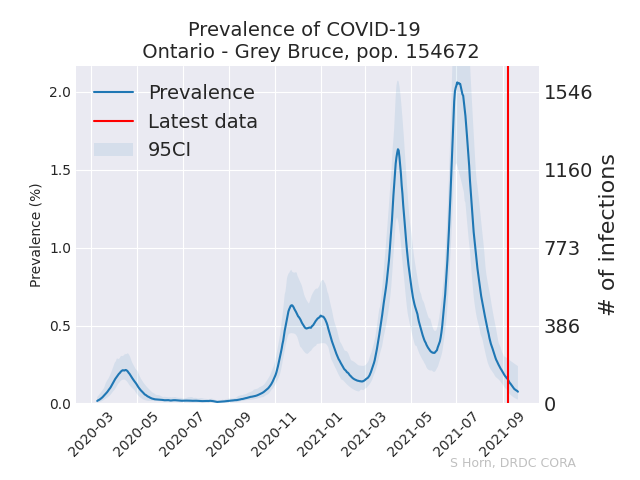 Prevalence of COVID-19
Ontario - Grey Bruce, pop. 154672
Prevalence
Latest data
95CI
Prevalence (%)
2.0
1.5
1.0
0.5
0.0
1546
1160
773
386
0
# of infections
2020-03
2020-05
2020-07
2020-09
2020-11
2021-01
2021-03
2021-05
2021-07
2021-09
S Horn, DRDC CORA